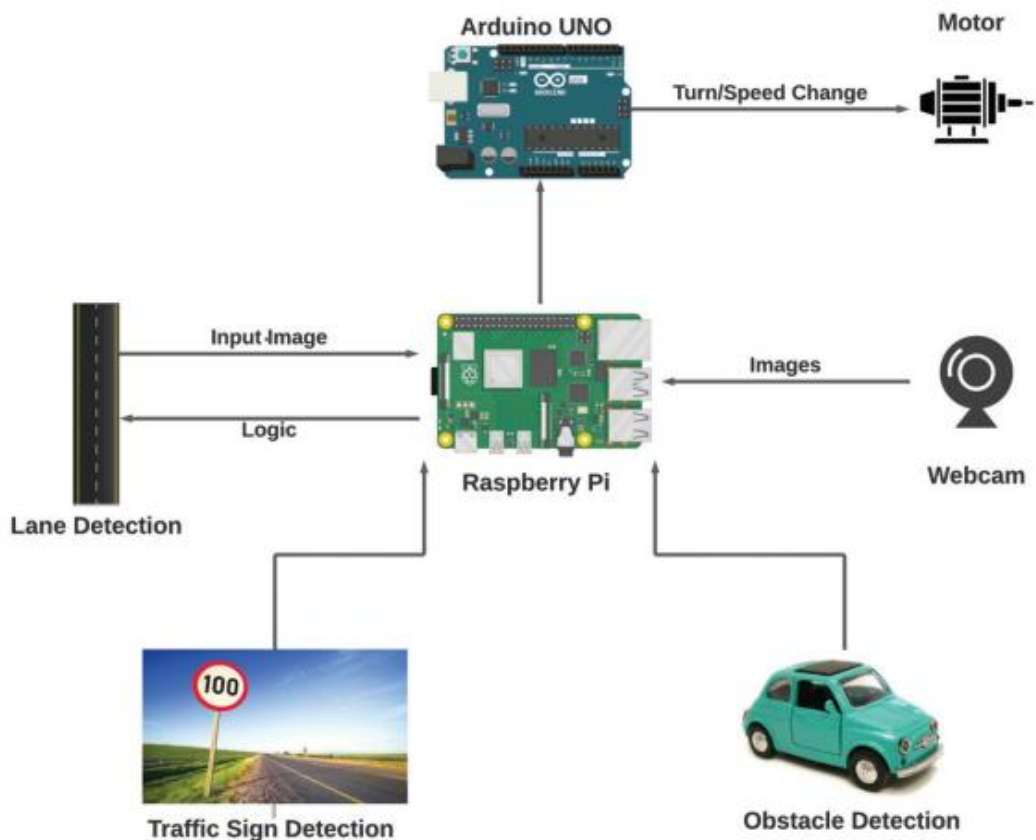 Arduino UNO
Motor
Turn/Speed Change
Input Image
Images
Logic
Raspberry Pi
Webcam
Lane Detection
100
Traffic Sign Detection
Obstacle Detection